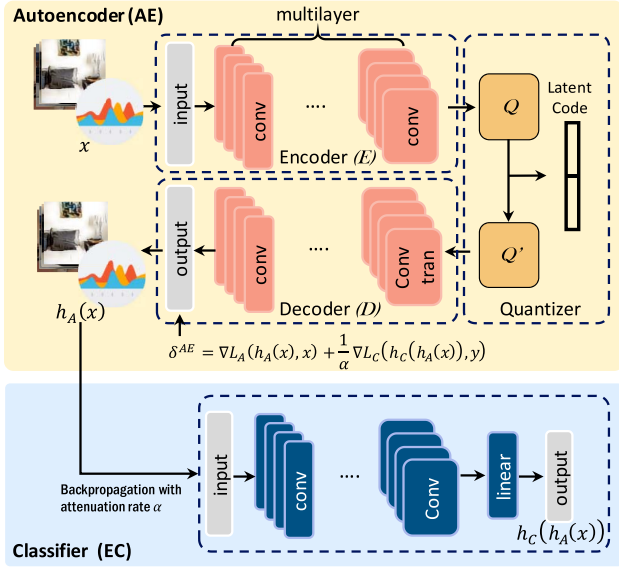 Autoencoder (AE)
multilayer
x
input
conv
....
conv
Encoder (E)
Q
Latent
Code
h_A(x)
output
conv
....
Conv
tran
Decoder (D)
Q'
Quantizer
δ^{AE} = ∇L_A(h_A(x), x) + \frac{1}{α}∇L_C(h_C(h_A(x)), y)
Backpropagation with
attenuation rate α
input
conv
....
Conv
linear
output
h_C(h_A(x))
Classifier (EC)